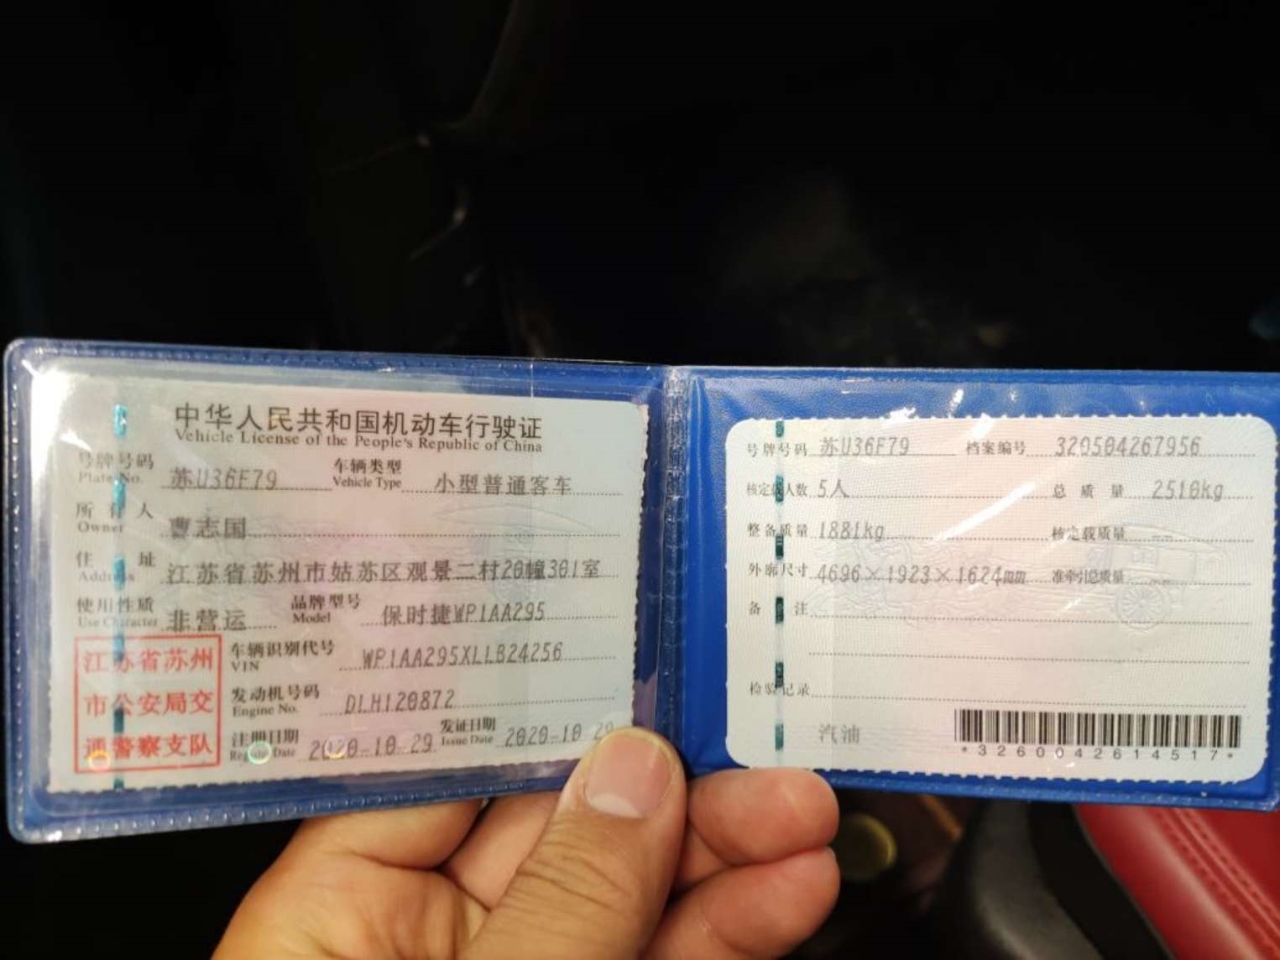 中华人民共和国机动车行驶证
Vehicle License of the People's Republic of China
号牌号码 苏U36F79 车辆类型 小型普通客车
Plate No. Vehicle Type
所有人 曹志国
Owner
住址 江苏省苏州市姑苏区观景二村20幢301室
Address
使用性质 非营运 品牌型号 保时捷WP1AA295
Use Character Model
江苏省苏州
市公安局交
通警察支队
车辆识别代号 WP1AA295XLLB24256
VIN
发动机号码 DLH120872
Engine No.
注册日期 2020-10-29 发证日期 2020-10-29
Register Date Issue Date
号牌号码 苏U36F79 档案编号 320504267956
核定载人数 5人 总质量 2510kg
整备质量 1881kg 核定载质量 --
外廓尺寸 4696×1923×1624mm 准牵引总质量 --
备注
检验记录
汽油
*3260042614517*